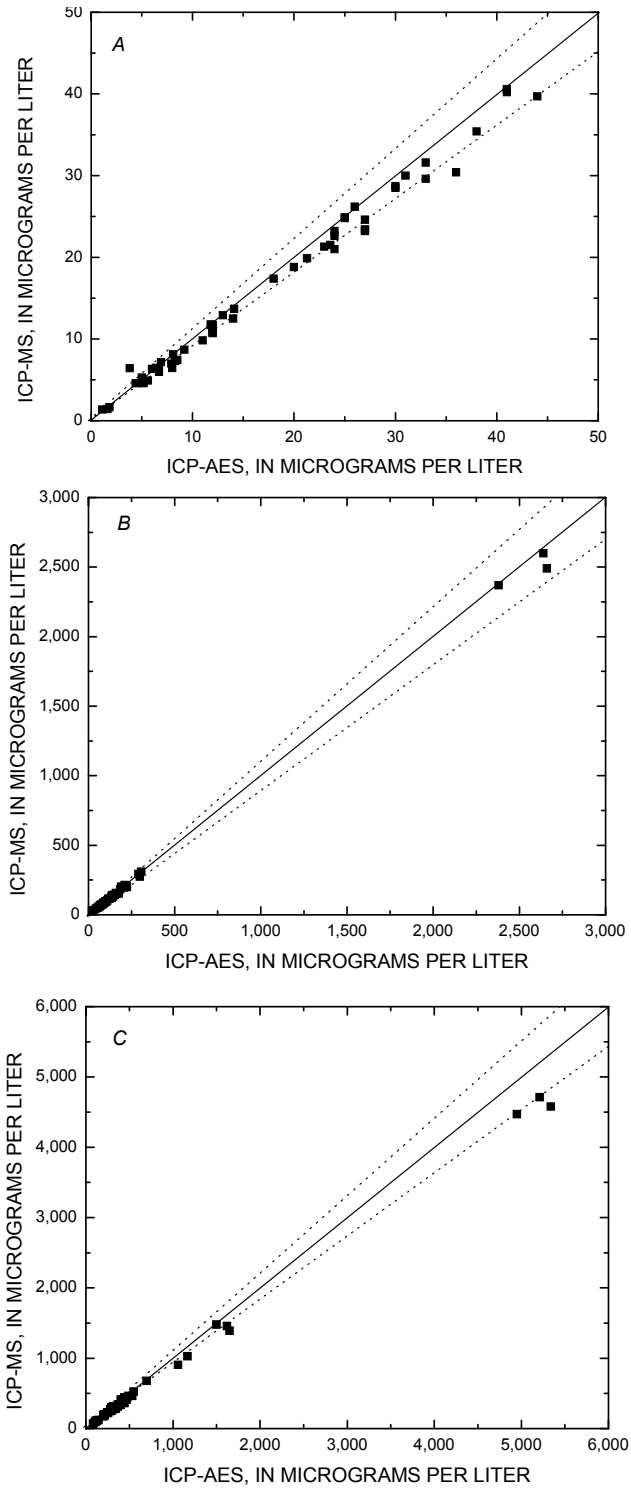 50
A
40
30
20
10
0
0 10 20 30 40 50
ICP-MS, IN MICROGRAMS PER LITER
ICP-AES, IN MICROGRAMS PER LITER
3,000
B
2,500
2,000
1,500
1,000
500
0
0 500 1,000 1,500 2,000 2,500 3,000
ICP-MS, IN MICROGRAMS PER LITER
ICP-AES, IN MICROGRAMS PER LITER
6,000
C
5,000
4,000
3,000
2,000
1,000
0
0 1,000 2,000 3,000 4,000 5,000 6,000
ICP-MS, IN MICROGRAMS PER LITER
ICP-AES, IN MICROGRAMS PER LITER